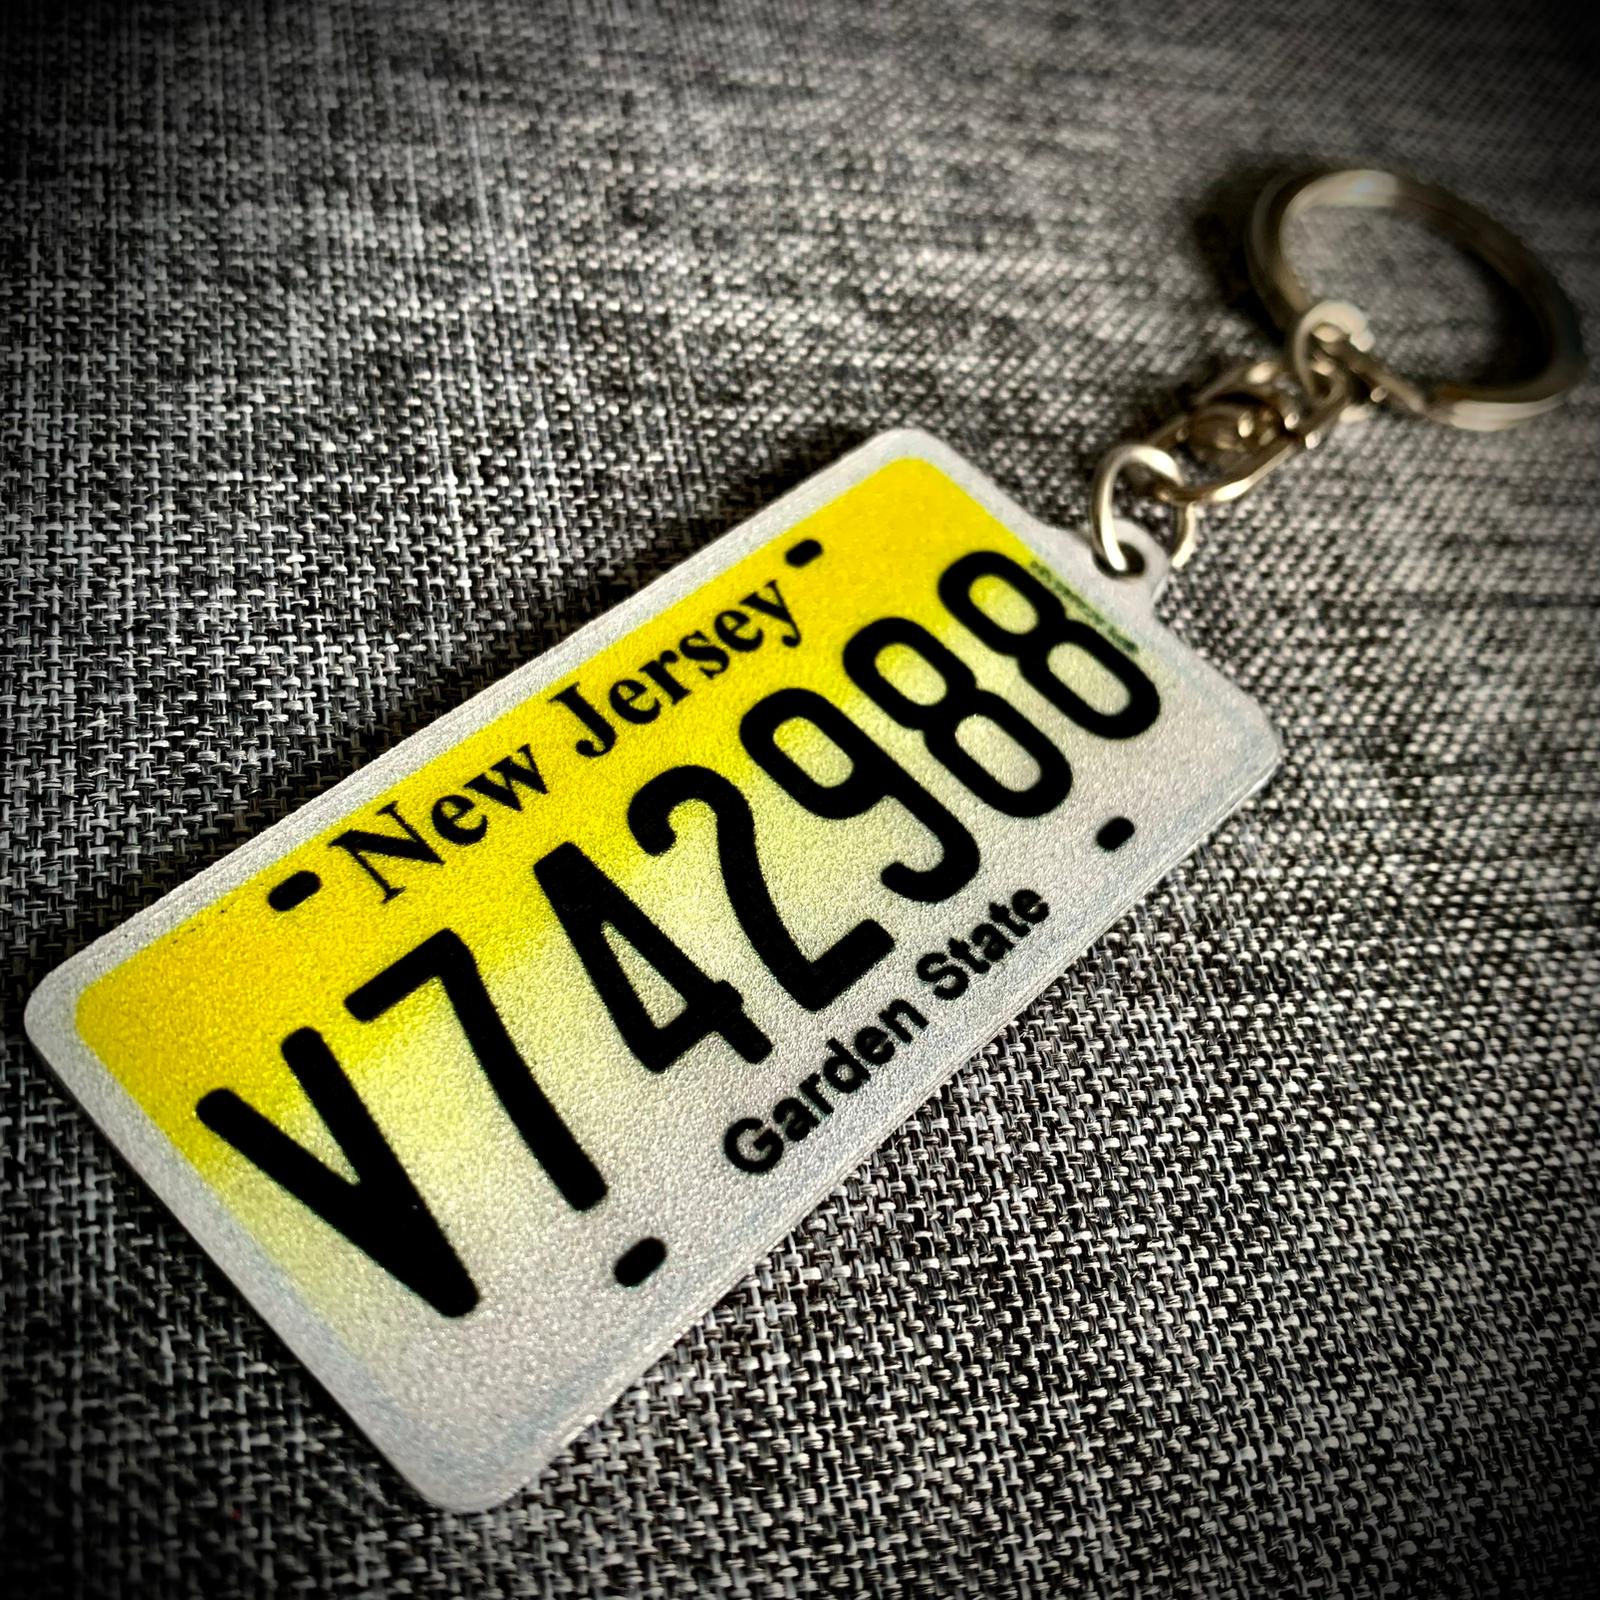 New Jersey
V742988
Garden State